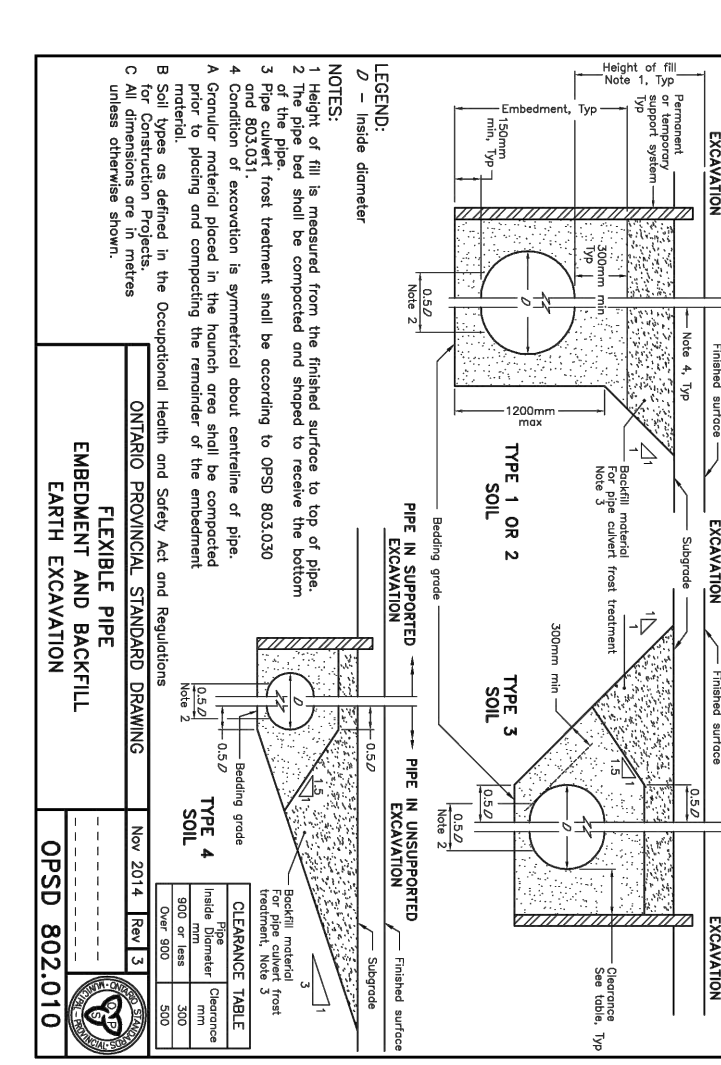 EXCAVATION
EXCAVATION
EXCAVATION
Height of fill
Note 1, Typ
Permanent
or temporary
support system
Typ
Embedment, Typ
150mm
min, Typ
300mm min
Typ
D
0.5D
Note 2
Note 4, Typ
Finished surface
1200mm
max
1
1
Backfill material
For pipe culvert frost treatment
Note 3
TYPE 1 OR 2
SOIL
Bedding grade
Subgrade
1
1
300mm min
TYPE 3
SOIL
Finished surface
1.5
1
0.5D
0.5D
0.5D
Note 2
D
Clearance
See table, Typ
PIPE IN SUPPORTED
EXCAVATION
PIPE IN UNSUPPORTED
EXCAVATION
Finished surface
Subgrade
0.5D
D
0.5D
Note 2
0.5D
1.5
1
Bedding grade
TYPE 4
SOIL
Backfill material
For pipe culvert frost
treatment, Note 3
3
1
CLEARANCE TABLE
Pipe
Inside Diameter
mm
Clearance
mm
900 or less
300
Over 900
500
LEGEND:
D - Inside diameter
NOTES:
1 Height of fill is measured from the finished surface to top of pipe.
2 The pipe bed shall be compacted and shaped to receive the bottom
of the pipe.
3 Pipe culvert frost treatment shall be according to OPSD 803.030
and 803.031.
4 Condition of excavation is symmetrical about centreline of pipe.
A Granular material placed in the haunch area shall be compacted
prior to placing and compacting the remainder of the embedment
material.
B Soil types as defined in the Occupational Health and Safety Act and Regulations
for Construction Projects.
C All dimensions are in metres
unless otherwise shown.
ONTARIO PROVINCIAL STANDARD DRAWING
Nov 2014
Rev 3
FLEXIBLE PIPE
EMBEDMENT AND BACKFILL
EARTH EXCAVATION
OPSD 802.010
ONTARIO STANDARDS
MUNICIPAL - PROVINCIAL
O
P
S